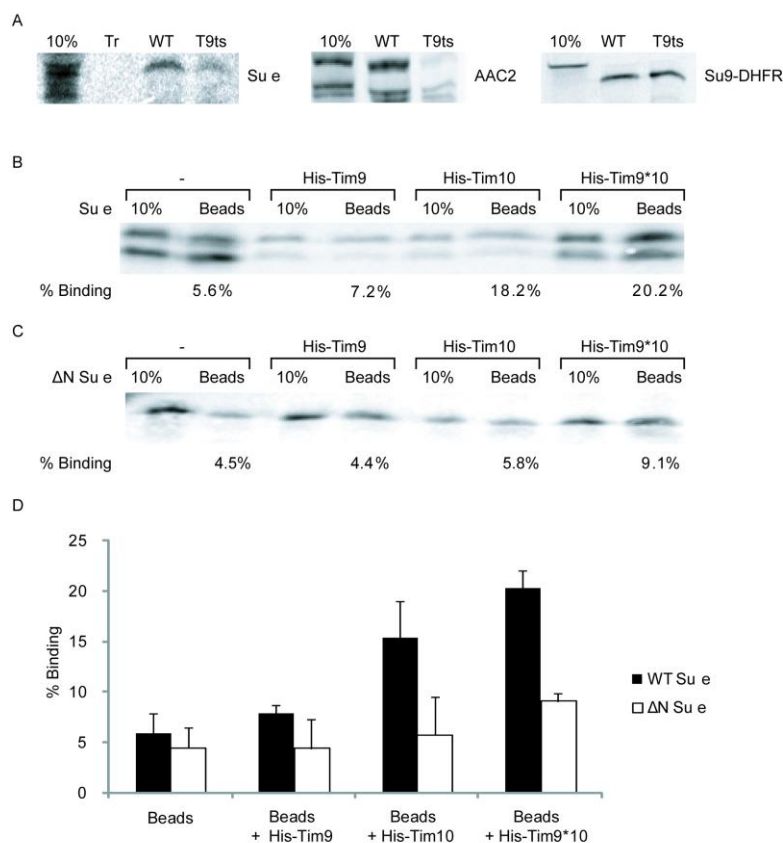 A
10% Tr WT T9ts Su e
10% WT T9ts AAC2
10% WT T9ts Su9-DHFR
B
- His-Tim9 His-Tim10 His-Tim9*10
Su e 10% Beads 10% Beads 10% Beads 10% Beads
% Binding 5.6% 7.2% 18.2% 20.2%
C
- His-Tim9 His-Tim10 His-Tim9*10
ΔN Su e 10% Beads 10% Beads 10% Beads 10% Beads
% Binding 4.5% 4.4% 5.8% 9.1%
D
25
20
15
10
5
0
% Binding
WT Su e
ΔN Su e
Beads
Beads
+ His-Tim9
Beads
+ His-Tim10
Beads
+ His-Tim9*10